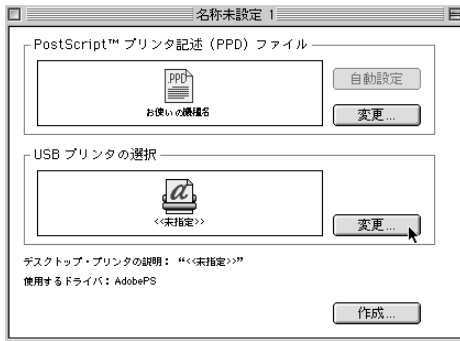 名称未設定 1
PostScript™ プリンタ記述（PPD）ファイル
PPD
自動設定
お使いの機種名
変更...
USB プリンタの選択
a
<<未指定>>
変更...
デスクトップ・プリンタの説明： “<<未指定>>”
使用するドライバ： AdobePS
作成...